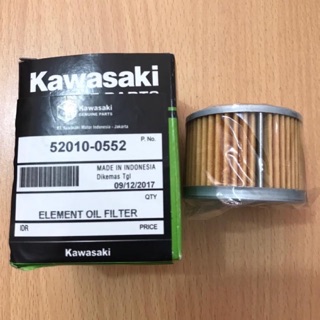 Kawasaki
PARTS
Kawasaki
GENUINE PARTS
PT. Kawasaki Motor Indonesia - Jakarta
P. No.
52010-0552
MADE IN INDONESIA
Dikemas Tgl
09/12/2017
QTY
ELEMENT OIL FILTER
IDR PRICE
Kawasaki